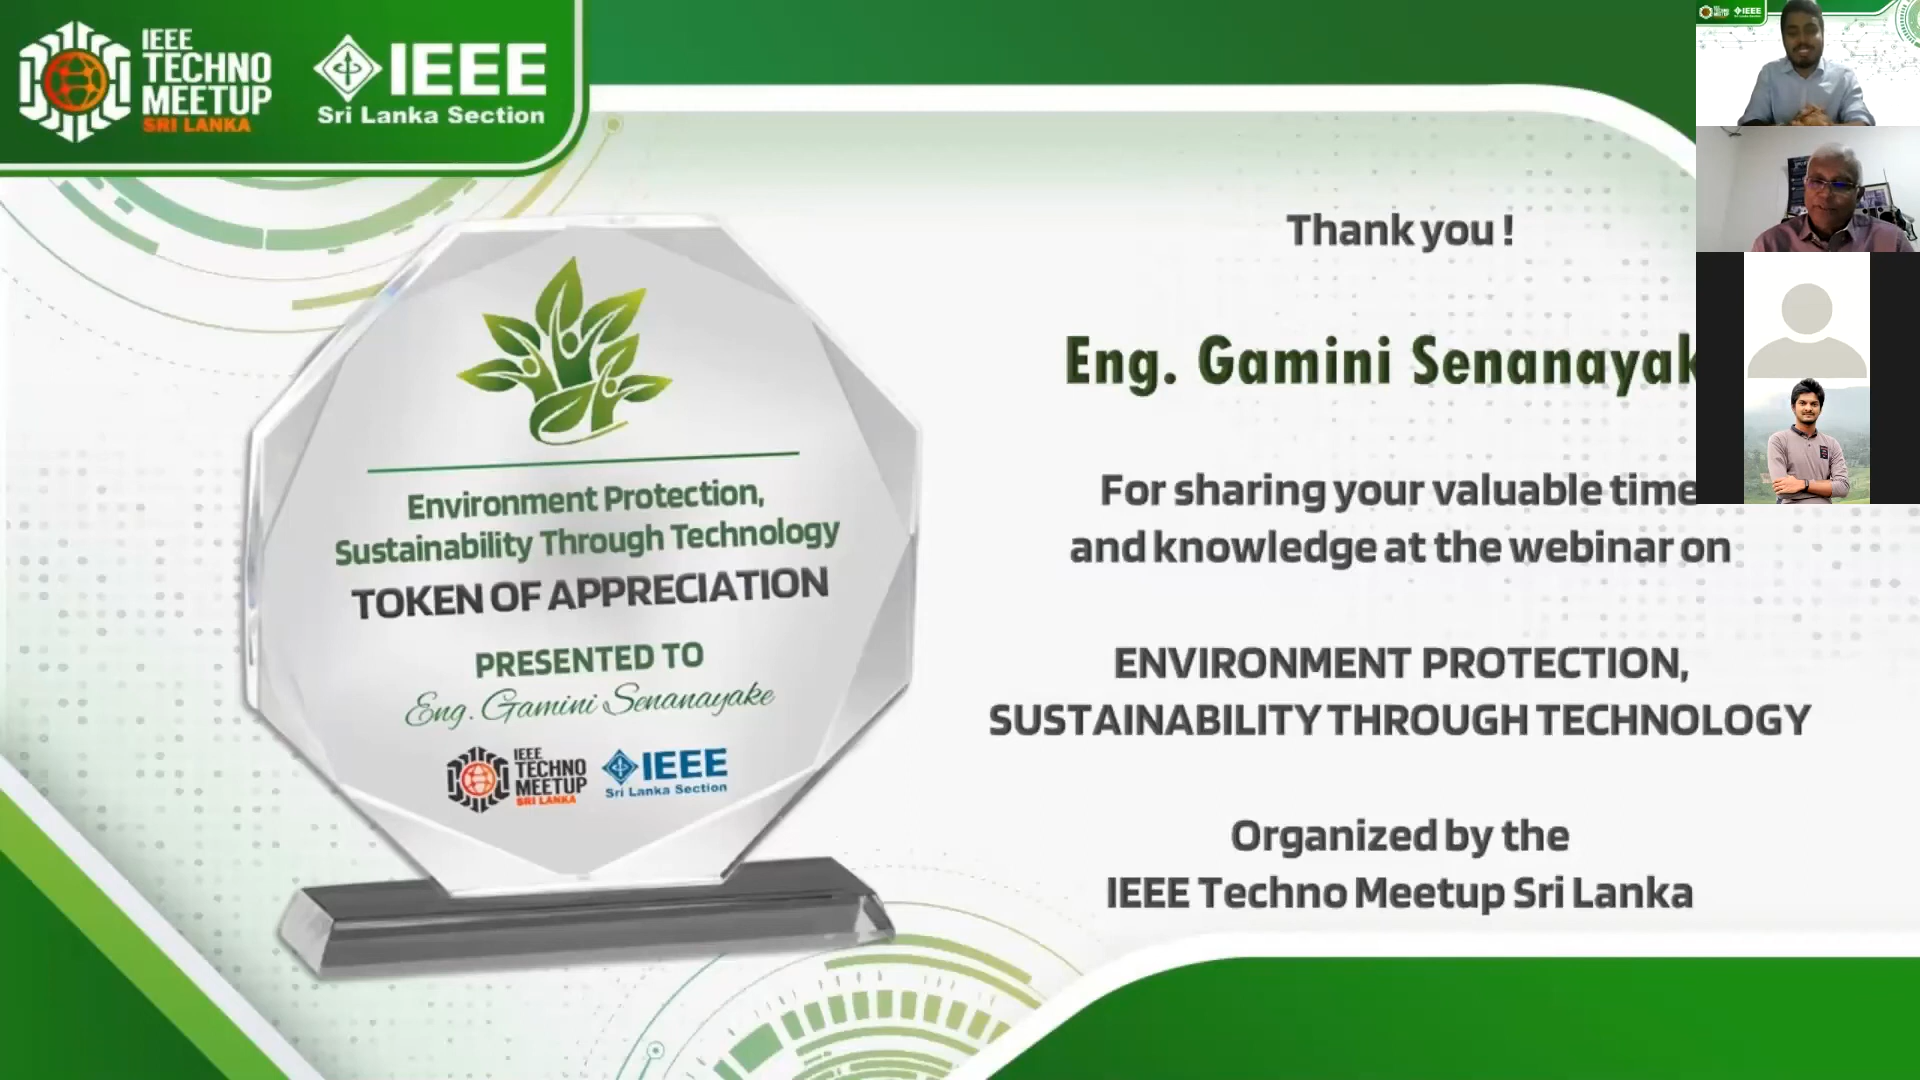 IEEE
TECHNO
MEETUP
SRI LANKA
IEEE
Sri Lanka Section
Environment Protection,
Sustainability Through Technology
TOKEN OF APPRECIATION
PRESENTED TO
Eng. Gamini Senanayake
IEEE
TECHNO
MEETUP
SRI LANKA
IEEE
Sri Lanka Section
Thank you !
Eng. Gamini Senanayak
For sharing your valuable time
and knowledge at the webinar on
ENVIRONMENT PROTECTION,
SUSTAINABILITY THROUGH TECHNOLOGY
Organized by the
IEEE Techno Meetup Sri Lanka
IEEE